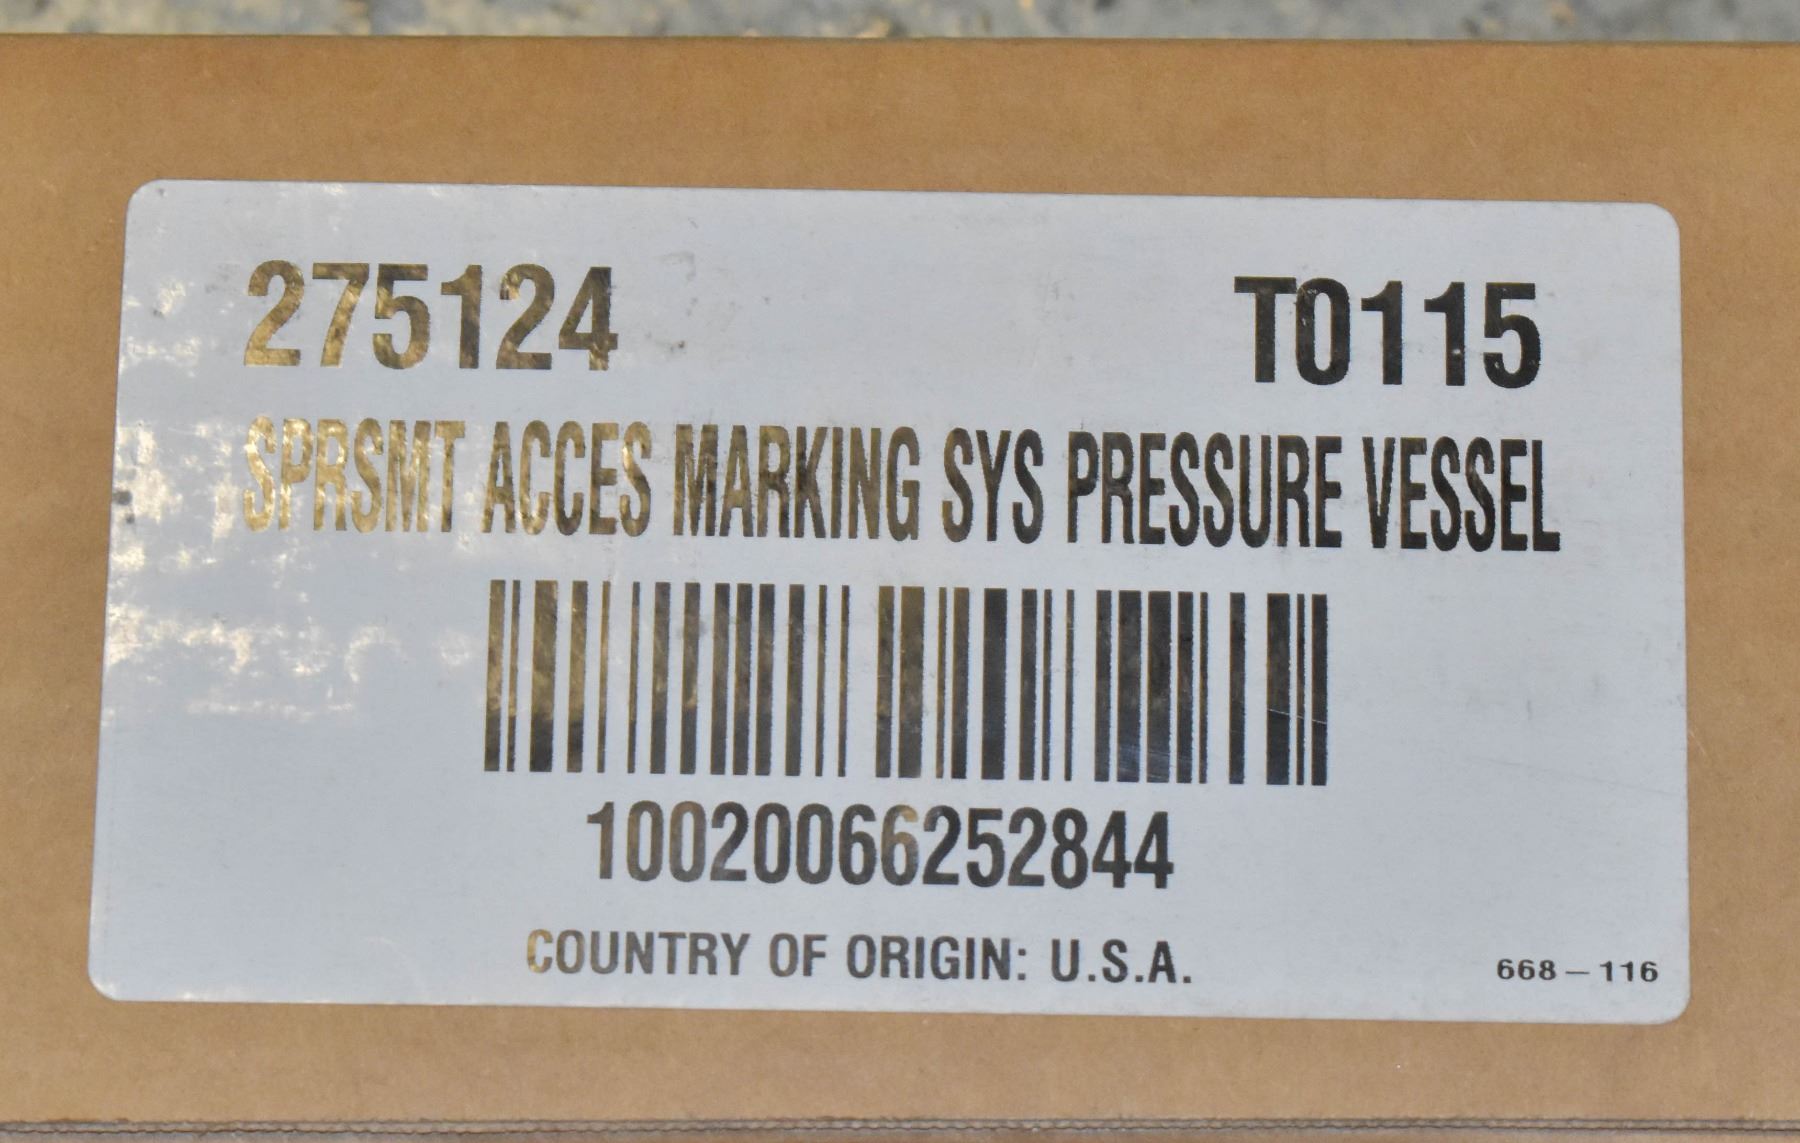 275124 T0115
SPRSMT ACCES MARKING SYS PRESSURE VESSEL
10020066252844
COUNTRY OF ORIGIN: U.S.A.
668 – 116